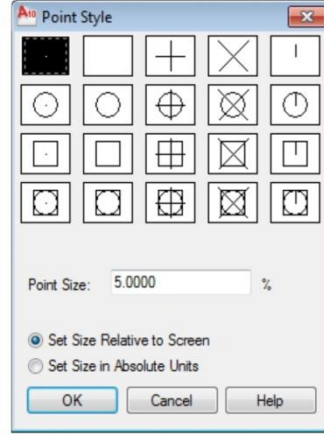 A10 Point Style
Point Size: 5.0000 %
Set Size Relative to Screen
Set Size in Absolute Units
OK Cancel Help